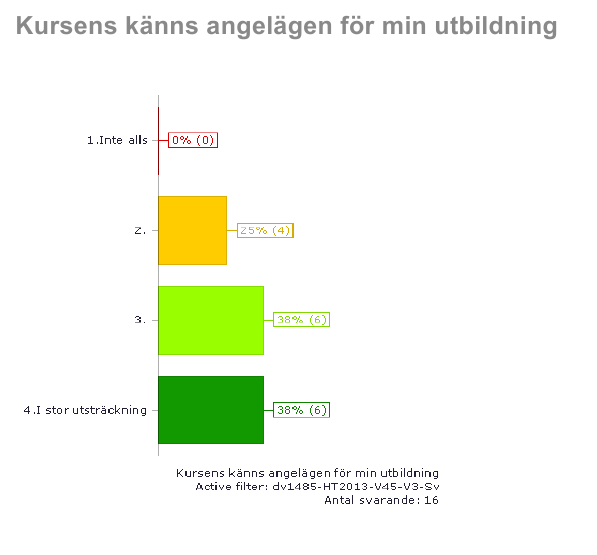 Kursens känns angelägen för min utbildning
1.Inte alls
0% (0)
2.
25% (4)
3.
38% (6)
4.I stor utsträckning
38% (6)
Kursens känns angelägen för min utbildning
Active filter: dv1485-HT2013-V45-V3-Sv
Antal svarande: 16